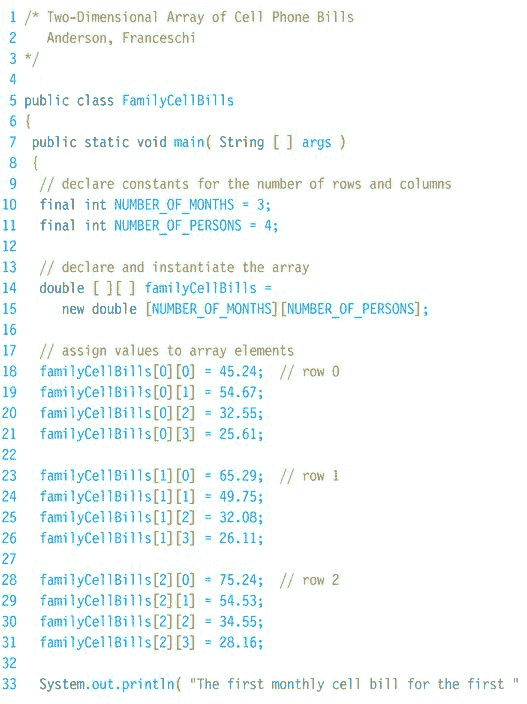 1 /* Two-Dimensional Array of Cell Phone Bills
2 Anderson, Franceschi
3 */
4
5 public class FamilyCellBills
6 {
7 public static void main( String [ ] args )
8 {
9 // declare constants for the number of rows and columns
10 final int NUMBER_OF_MONTHS = 3;
11 final int NUMBER_OF_PERSONS = 4;
12
13 // declare and instantiate the array
14 double [ ][ ] familyCellBills =
15 new double [NUMBER_OF_MONTHS][NUMBER_OF_PERSONS];
16
17 // assign values to array elements
18 familyCellBills[0][0] = 45.24; // row 0
19 familyCellBills[0][1] = 54.67;
20 familyCellBills[0][2] = 32.55;
21 familyCellBills[0][3] = 25.61;
22
23 familyCellBills[1][0] = 65.29; // row 1
24 familyCellBills[1][1] = 49.75;
25 familyCellBills[1][2] = 32.08;
26 familyCellBills[1][3] = 26.11;
27
28 familyCellBills[2][0] = 75.24; // row 2
29 familyCellBills[2][1] = 54.53;
30 familyCellBills[2][2] = 34.55;
31 familyCellBills[2][3] = 28.16;
32
33 System.out.println( "The first monthly cell bill for the first "